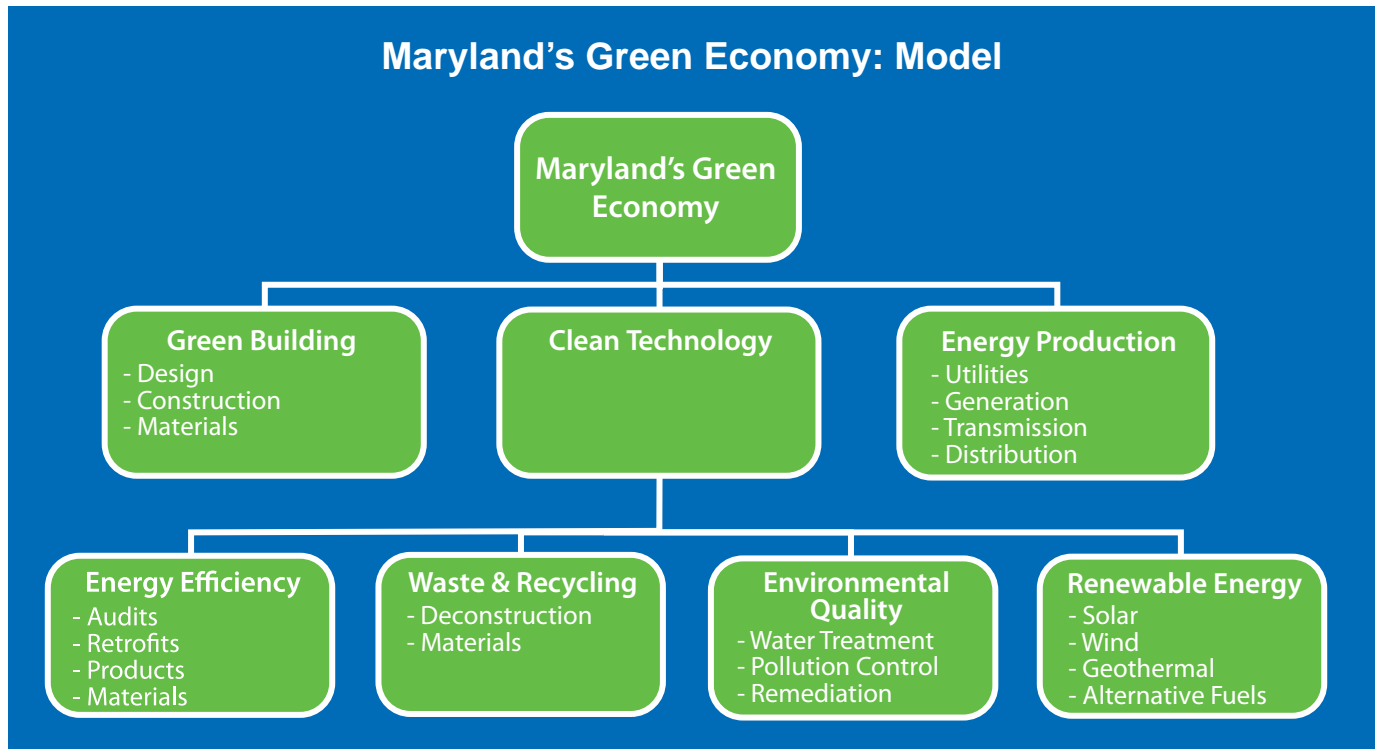 Maryland's Green Economy: Model
Maryland's Green
Economy
Green Building
- Design
- Construction
- Materials
Clean Technology
Energy Production
- Utilities
- Generation
- Transmission
- Distribution
Energy Efficiency
- Audits
- Retrofits
- Products
- Materials
Waste & Recycling
- Deconstruction
- Materials
Environmental
Quality
- Water Treatment
- Pollution Control
- Remediation
Renewable Energy
- Solar
- Wind
- Geothermal
- Alternative Fuels